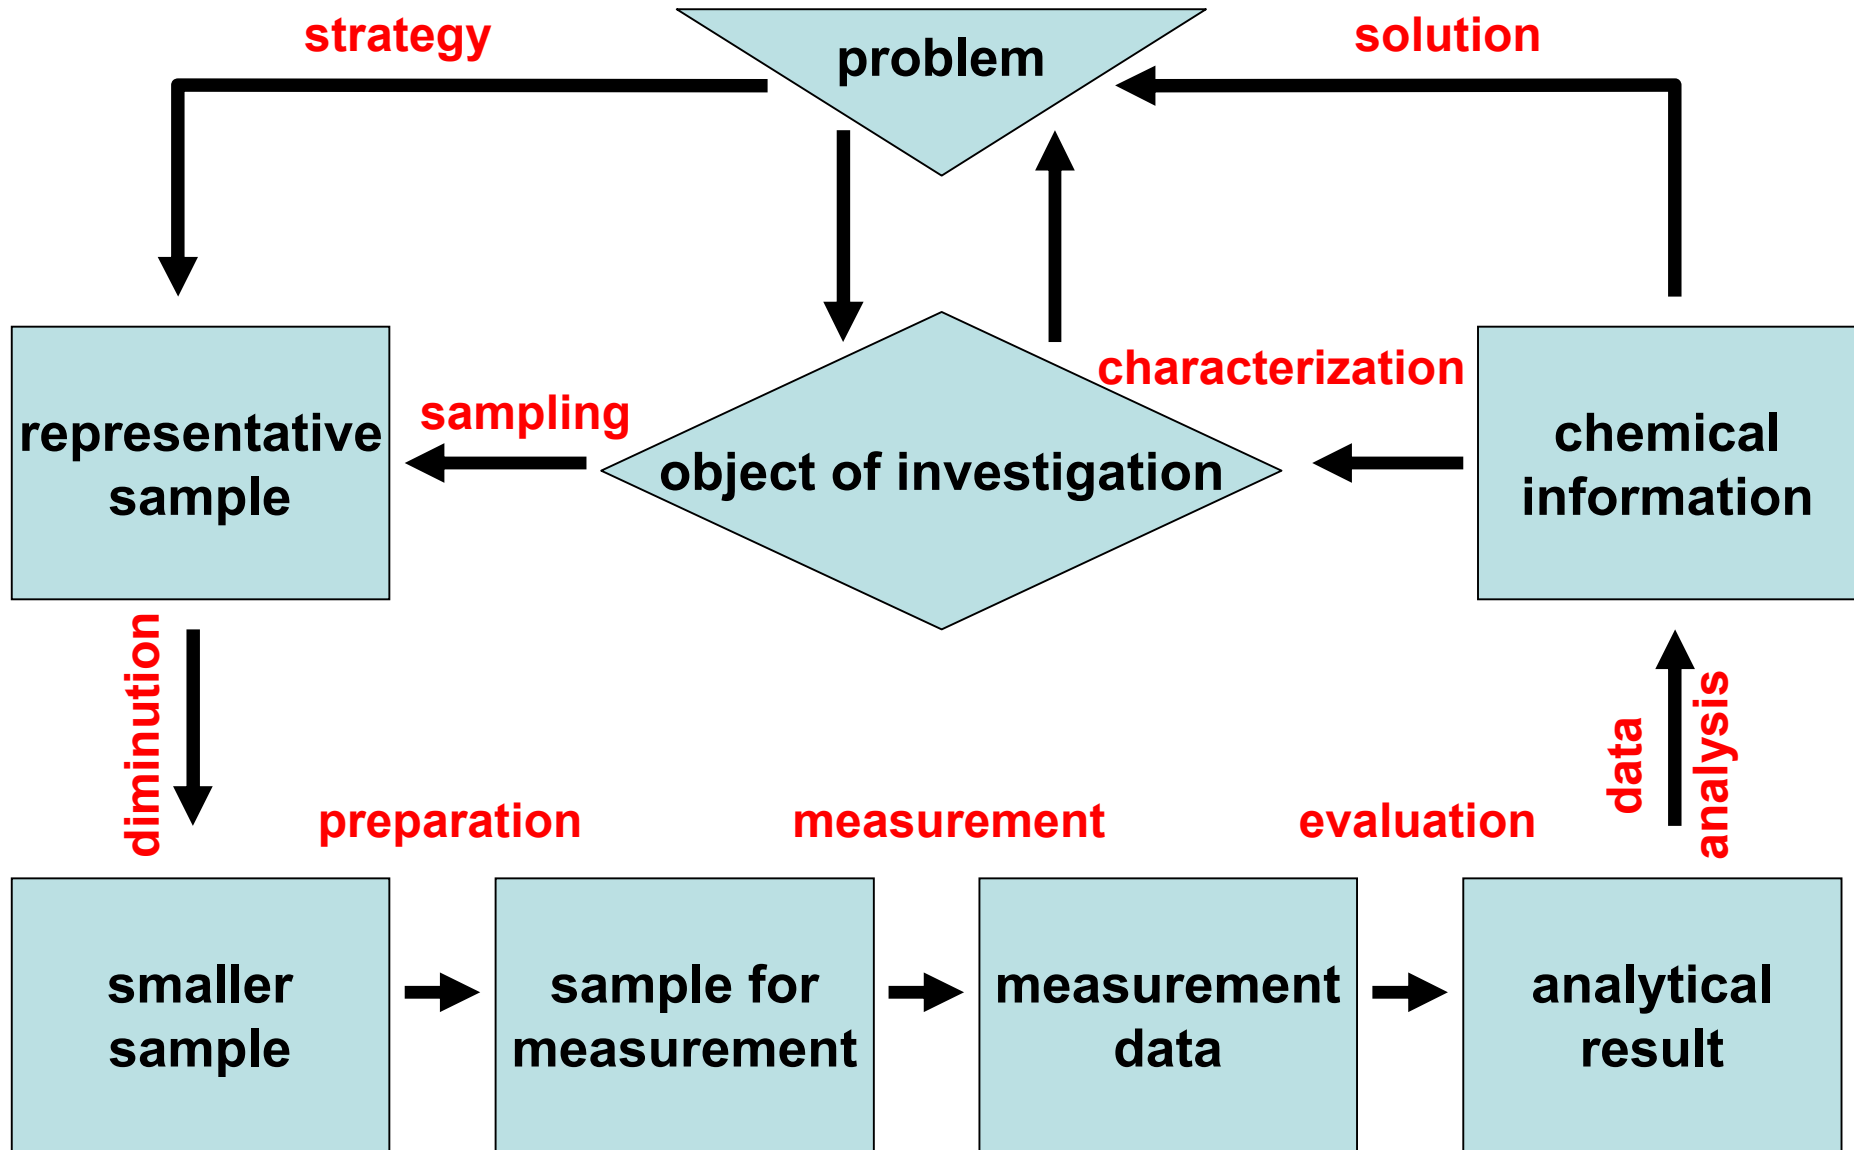 strategy
problem
solution
characterization
sampling
representative
sample
object of investigation
chemical
information
diminution
data
analysis
preparation
measurement
evaluation
smaller
sample
sample for
measurement
measurement
data
analytical
result